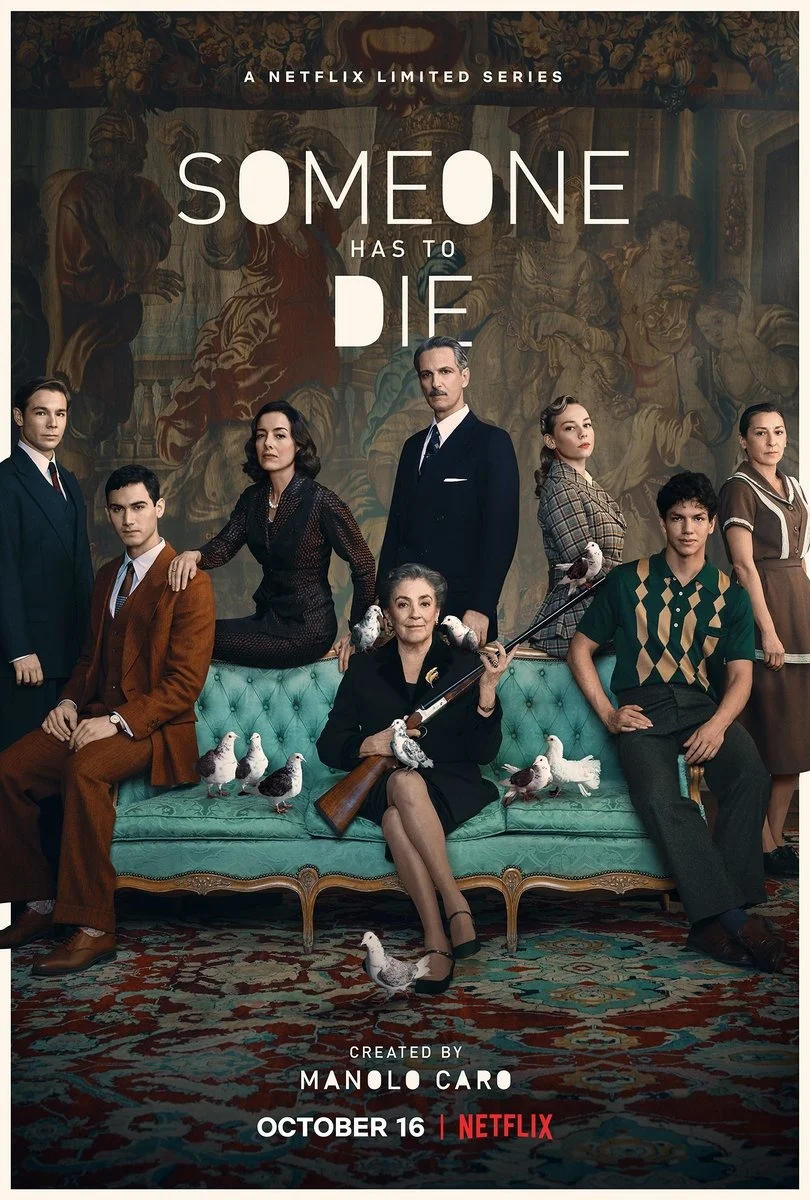 A NETFLIX LIMITED SERIES
SOMEONE
HAS TO
DIE
CREATED BY
MANOLO CARO
OCTOBER 16 | NETFLIX